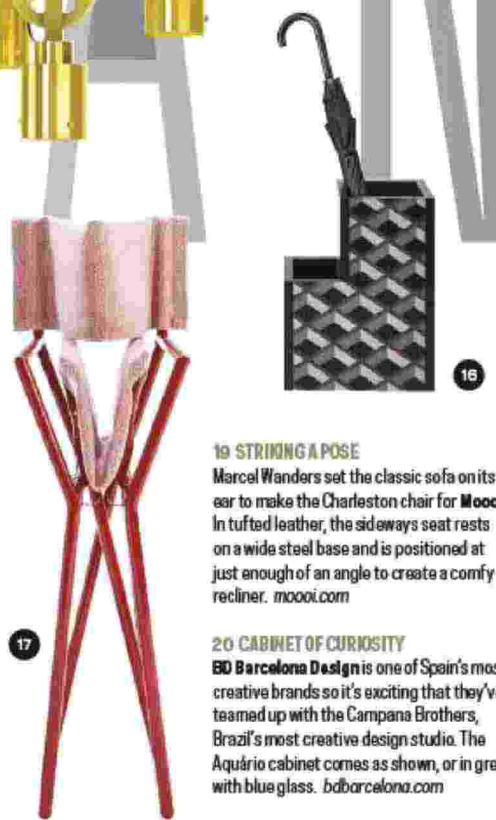 16
17
19 STRIKING A POSE
Marcel Wanders set the classic sofa on its
ear to make the Charleston chair for Mooo
In tufted leather, the sideways seat rests
on a wide steel base and is positioned at
just enough of an angle to create a comfy
recliner. moooi.com
20 CABINET OF CURIOSITY
BD Barcelona Design is one of Spain's mos
creative brands so it's exciting that they'v
teamed up with the Campana Brothers,
Brazil's most creative design studio. The
Aquário cabinet comes as shown, or in gre
with blue glass. bdbarcelona.com